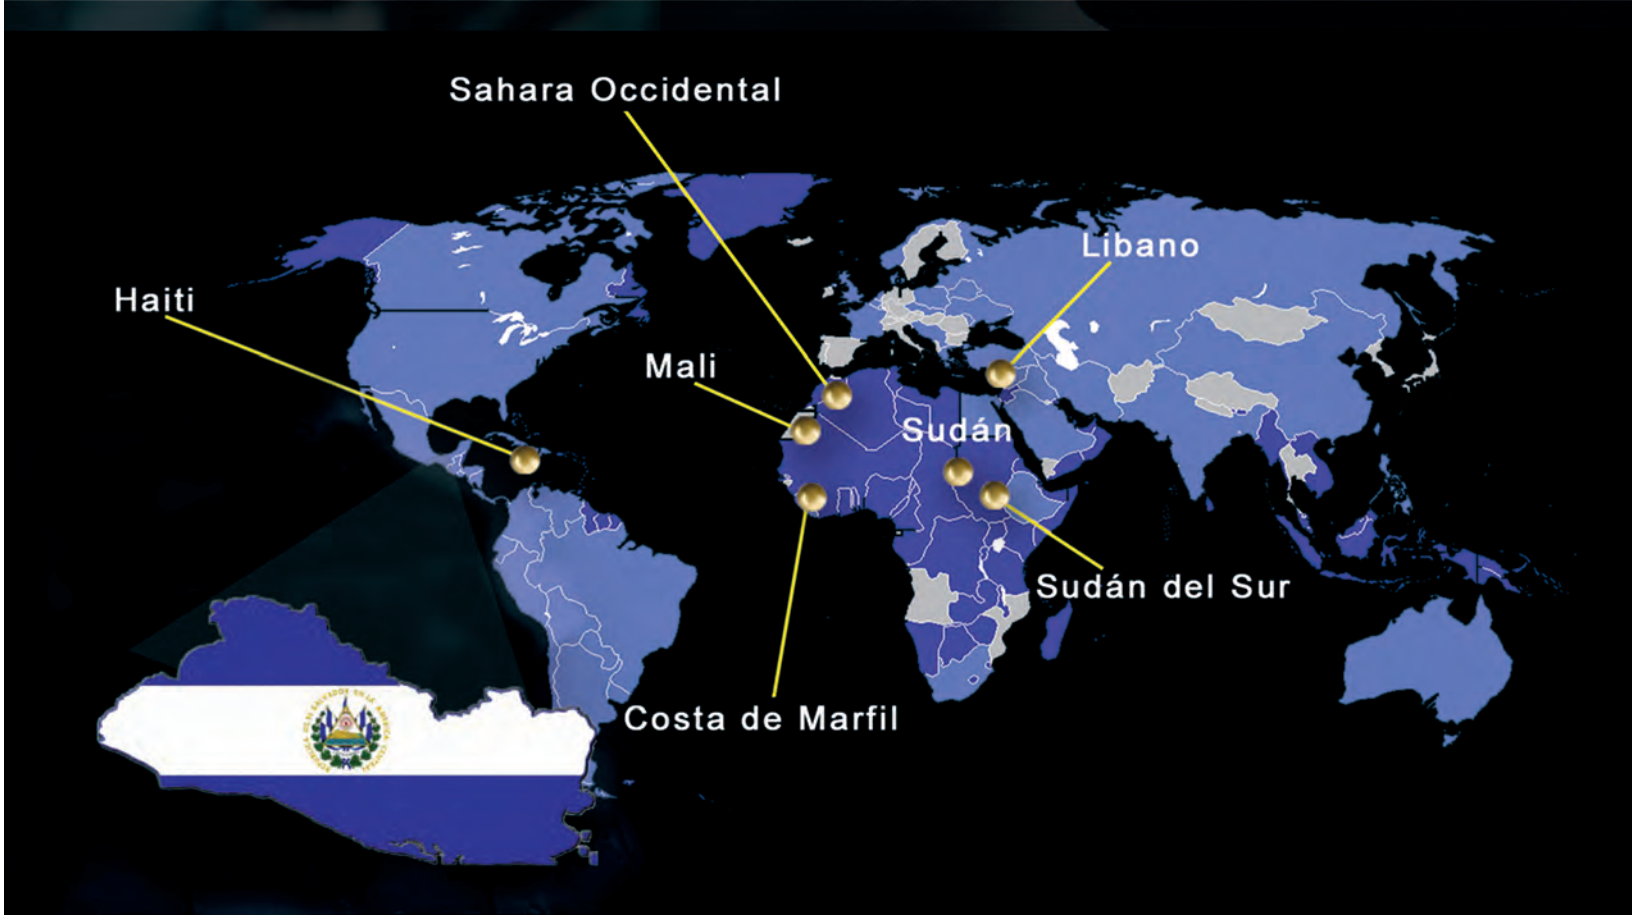 Sahara Occidental
Libano
Haiti
Mali
Sudán
Sudán del Sur
Costa de Marfil